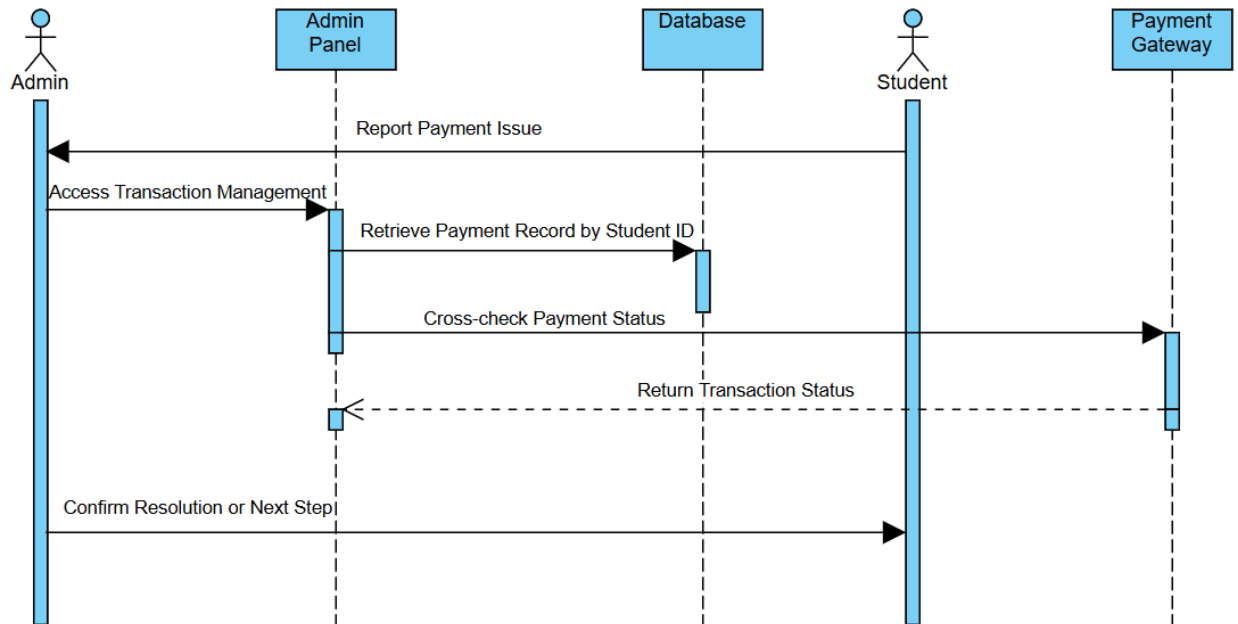 Admin
Panel
Database
Payment
Gateway
Admin
Student
Report Payment Issue
Access Transaction Management
Retrieve Payment Record by Student ID
Cross-check Payment Status
Return Transaction Status
Confirm Resolution or Next Step